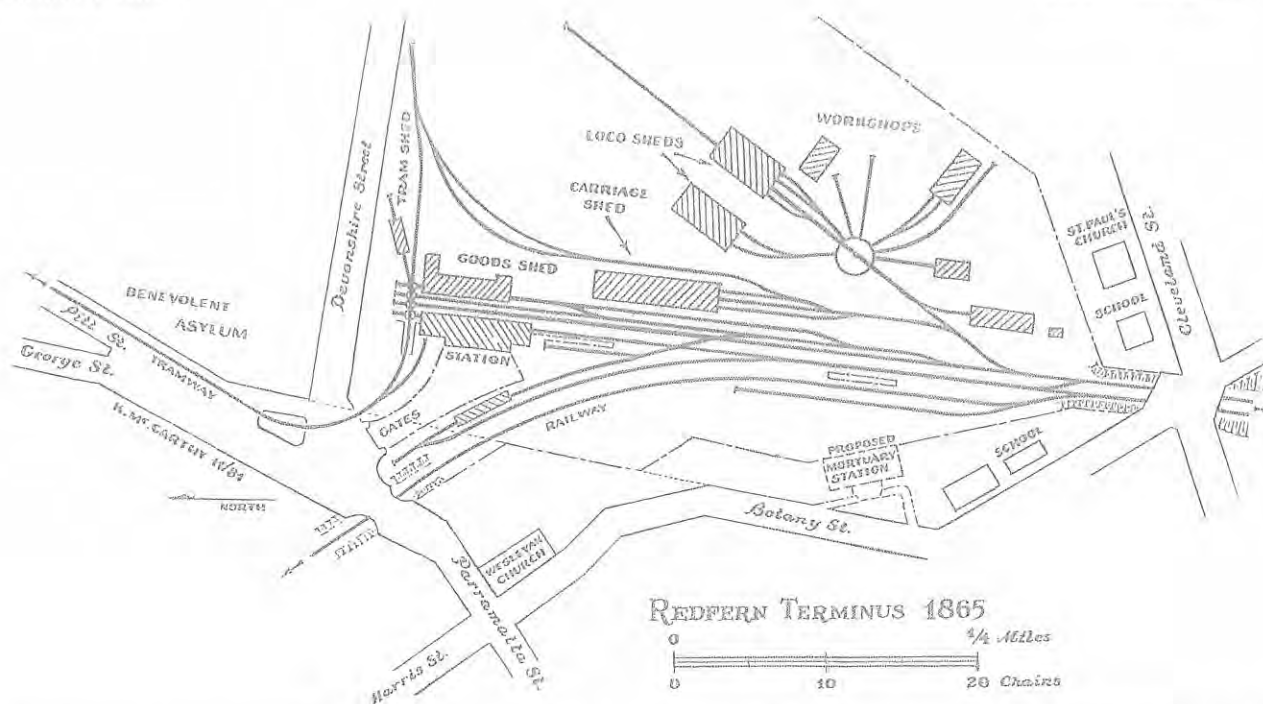 WORKSHOPS
LOCO SHEDS
TRAM SHED
CARRIAGE
SHED
Devonshire Street
ST. PAUL'S
CHURCH
Cleveland St.
GOODS SHED
BENEVOLENT
ASYLUM
SCHOOL
Pitt St.
George St.
TRAMWAY
STATION
GATES
RAILWAY
K. McCARTHY 11/84
NORTH
PROPOSED
MORTUARY
STATION
SCHOOL
Botany St.
WESLEYAN
CHURCH
Parramatta St.
Harris St.
REDFERN TERMINUS 1865
0 1/4 Miles
0 10 20 Chains